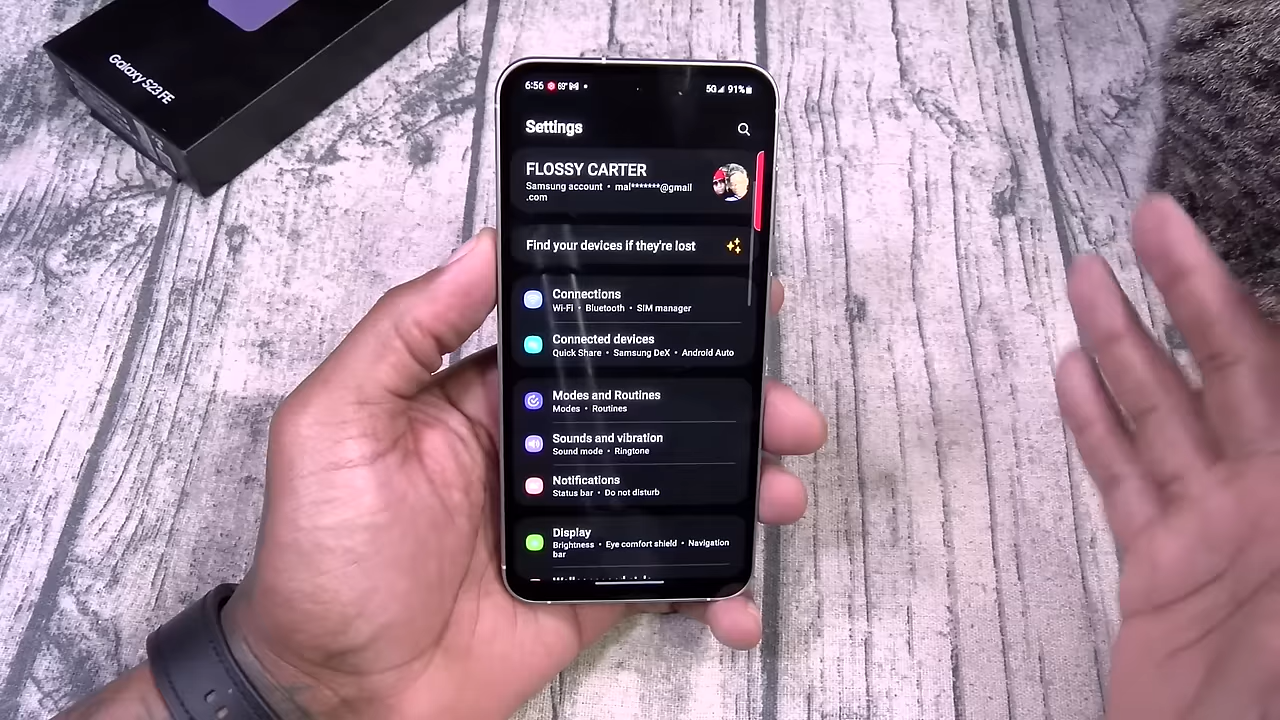 Galaxy S23 FE
6:56 69°
5G 91%
Settings
FLOSSY CARTER
Samsung account • mal*******@gmail
.com
Find your devices if they're lost
Connections
Wi-Fi • Bluetooth • SIM manager
Connected devices
Quick Share • Samsung DeX • Android Auto
Modes and Routines
Modes • Routines
Sounds and vibration
Sound mode • Ringtone
Notifications
Status bar • Do not disturb
Display
Brightness • Eye comfort shield • Navigation
bar